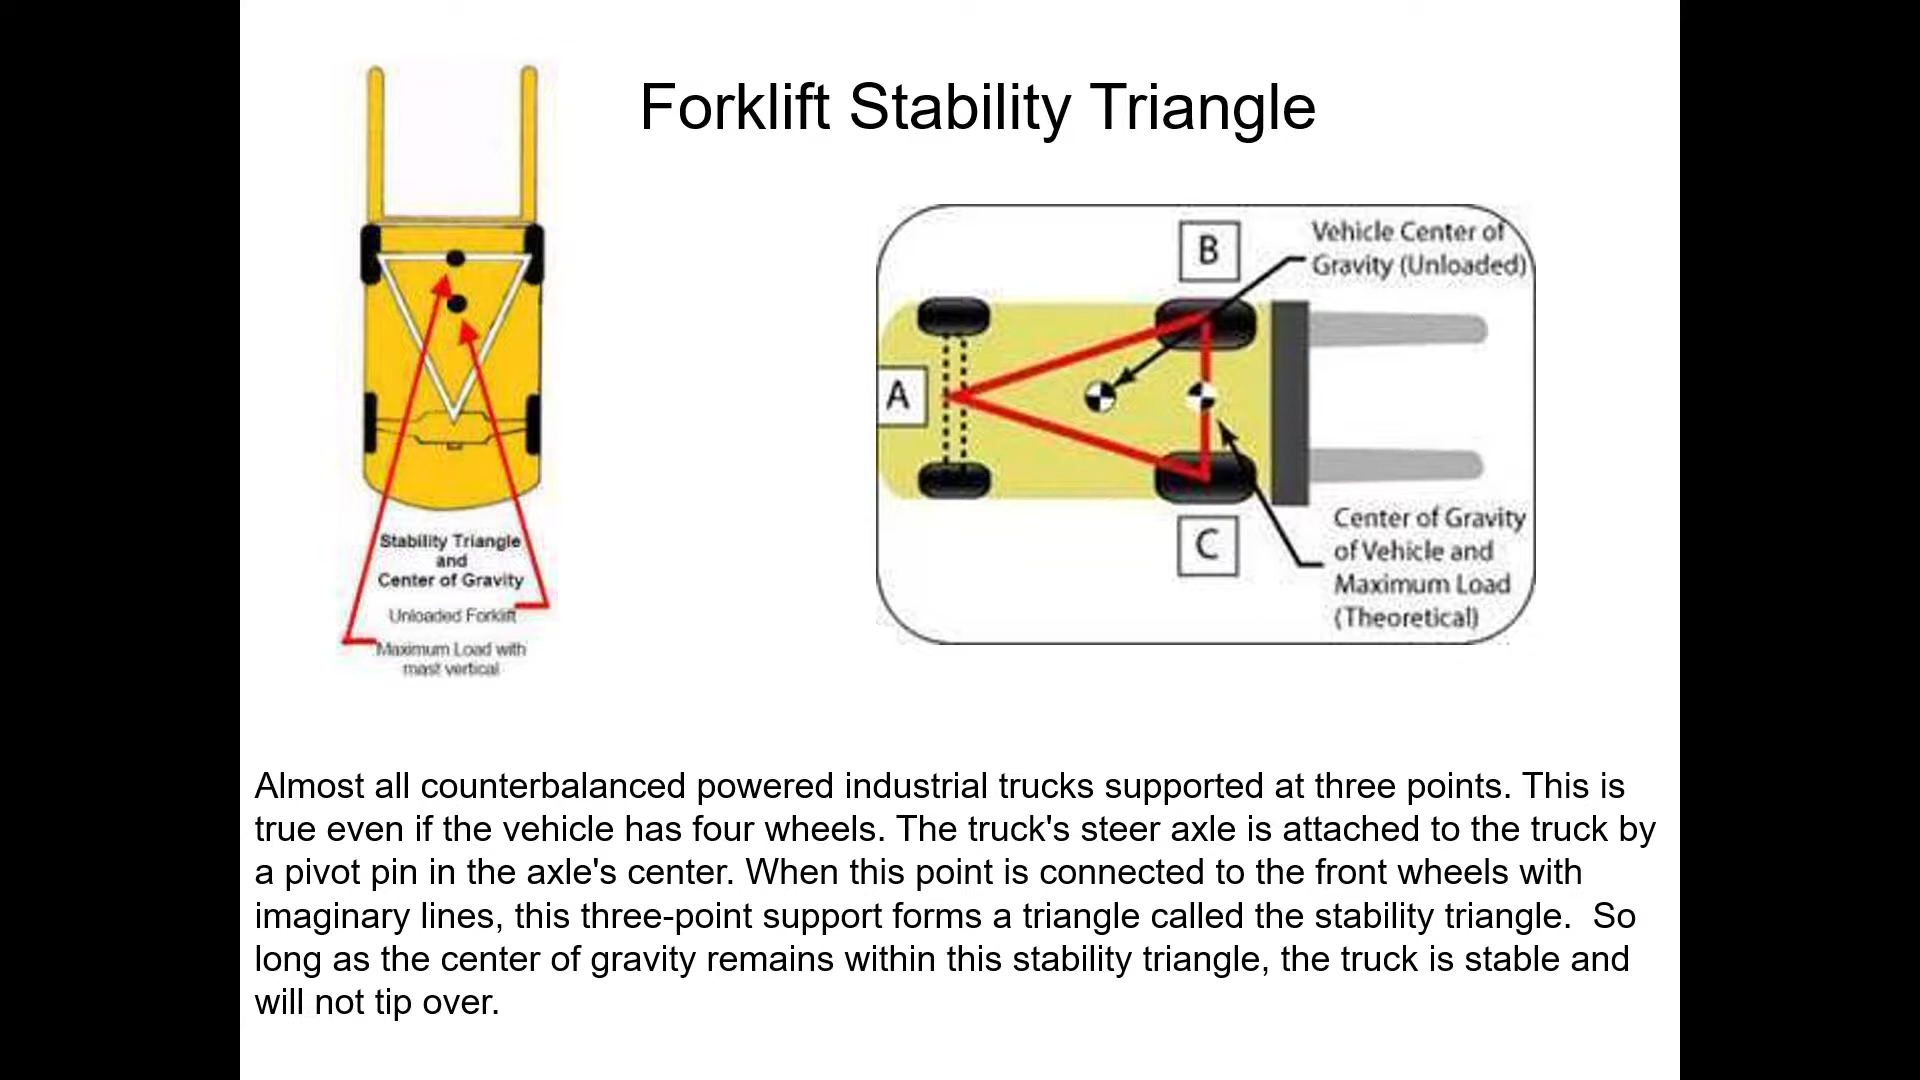 Forklift Stability Triangle
Stability Triangle
and
Center of Gravity
Unloaded Forklift
Maximum Load with
mast vertical
B
Vehicle Center of
Gravity (Unloaded)
A
C
Center of Gravity
of Vehicle and
Maximum Load
(Theoretical)
Almost all counterbalanced powered industrial trucks supported at three points. This is
true even if the vehicle has four wheels. The truck's steer axle is attached to the truck by
a pivot pin in the axle's center. When this point is connected to the front wheels with
imaginary lines, this three-point support forms a triangle called the stability triangle.  So
long as the center of gravity remains within this stability triangle, the truck is stable and
will not tip over.